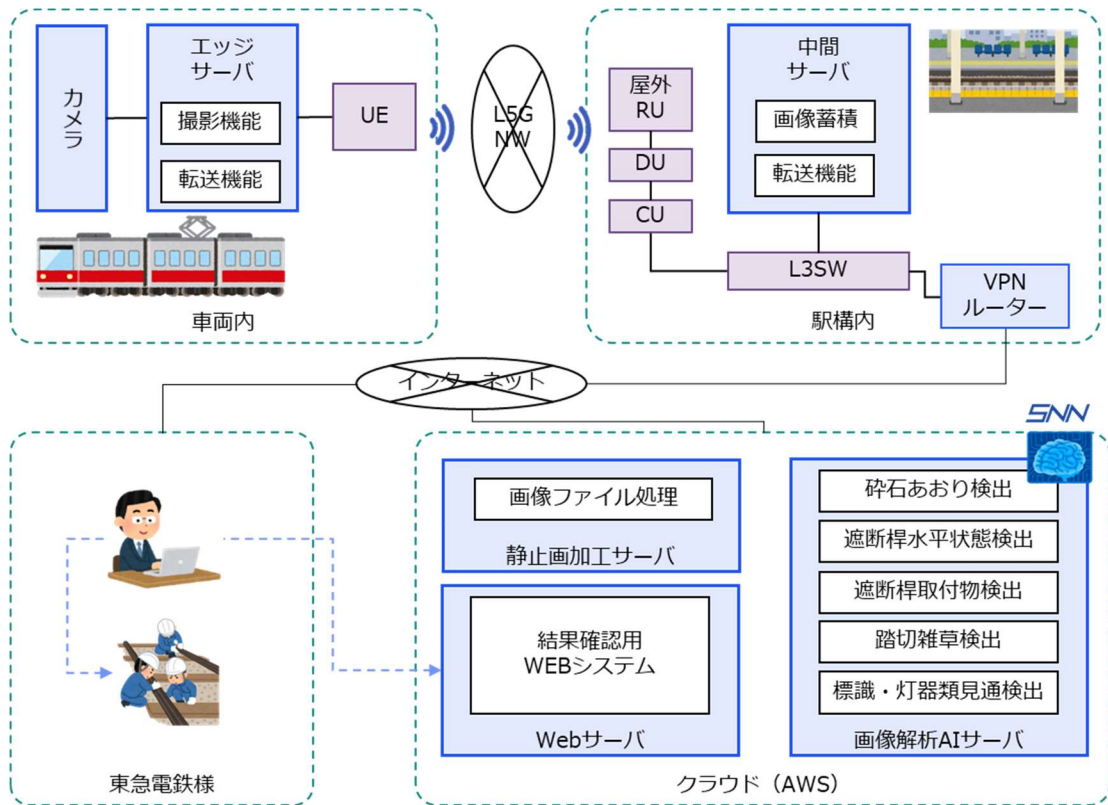 カメラ
エッジ
サーバ
撮影機能
転送機能
UE
車両内
L5G
NW
屋外
RU
DU
CU
中間
サーバ
画像蓄積
転送機能
L3SW
VPN
ルーター
駅構内
インターネット
東急電鉄様
画像ファイル処理
静止画加工サーバ
結果確認用
WEBシステム
Webサーバ
SNN
砕石あおり検出
遮断桿水平状態検出
遮断桿取付物検出
踏切雑草検出
標識・灯器類見通検出
画像解析AIサーバ
クラウド（AWS）